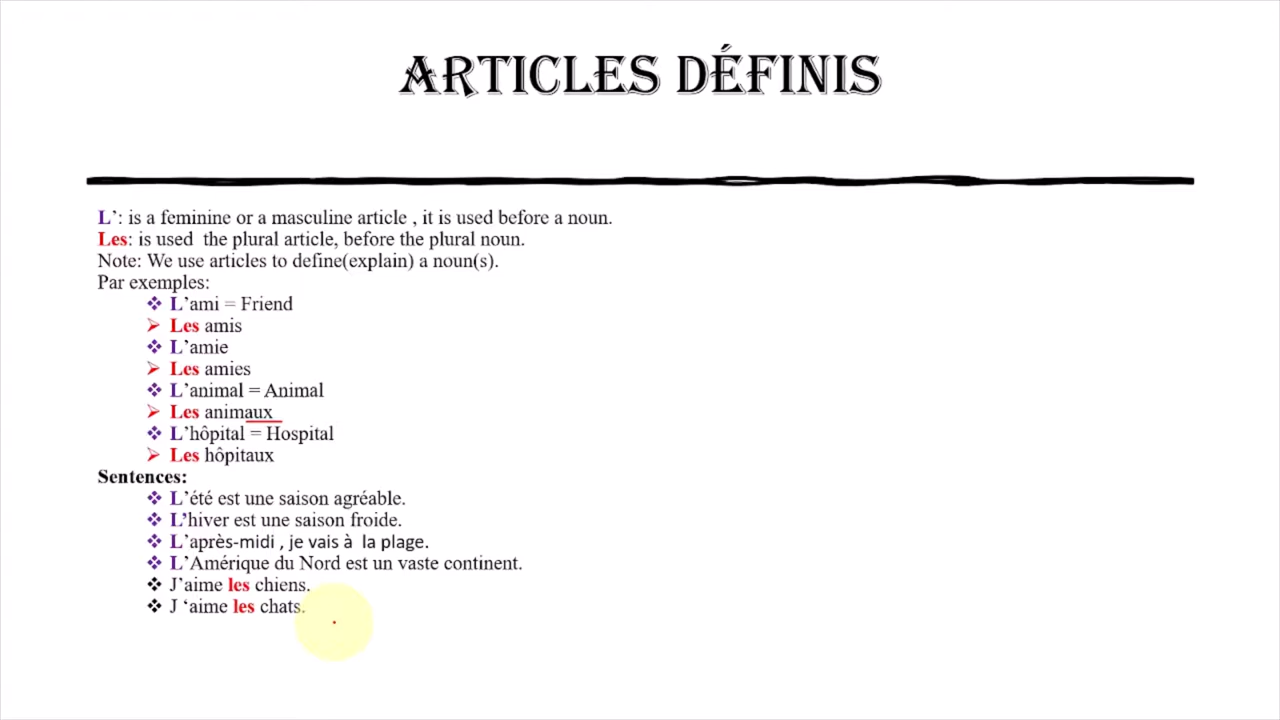 ARTICLES DÉFINIS
L’: is a feminine or a masculine article , it is used before a noun.
Les: is used  the plural article, before the plural noun.
Note: We use articles to define(explain) a noun(s).
Par exemples:
❖ L’ami = Friend
➢ Les amis
❖ L’amie
➢ Les amies
❖ L’animal = Animal
➢ Les animaux
❖ L’hôpital = Hospital
➢ Les hôpitaux
Sentences:
❖ L’été est une saison agréable.
❖ L’hiver est une saison froide.
❖ L’après-midi , je vais à  la plage.
❖ L’Amérique du Nord est un vaste continent.
❖ J’aime les chiens.
❖ J ‘aime les chats.